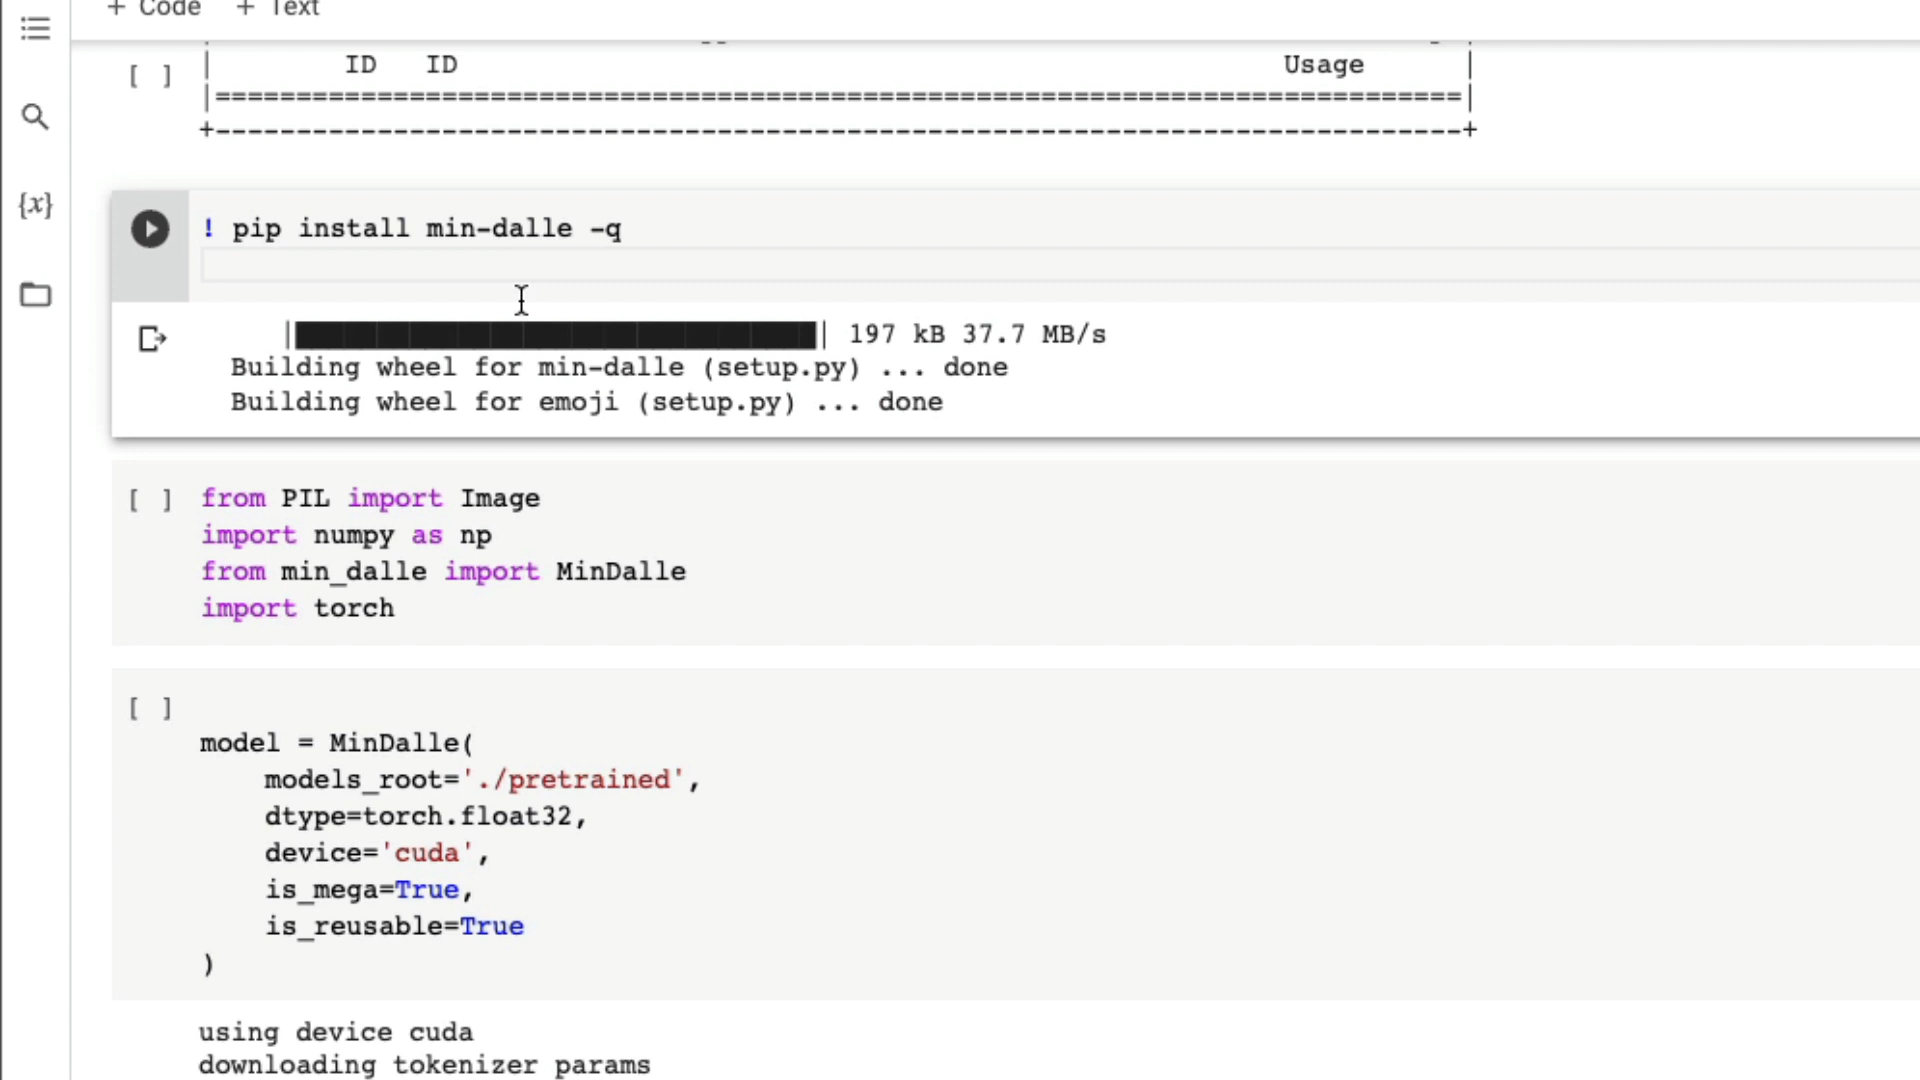 + Code + Text
[ ] | ID ID Usage |
|=============================================================================|
+-----------------------------------------------------------------------------+
{x}
! pip install min-dalle -q
|████████████████████████████████| 197 kB 37.7 MB/s
Building wheel for min-dalle (setup.py) ... done
Building wheel for emoji (setup.py) ... done
[ ] from PIL import Image
import numpy as np
from min_dalle import MinDalle
import torch
[ ]
model = MinDalle(
models_root='./pretrained',
dtype=torch.float32,
device='cuda',
is_mega=True,
is_reusable=True
)
using device cuda
downloading tokenizer params